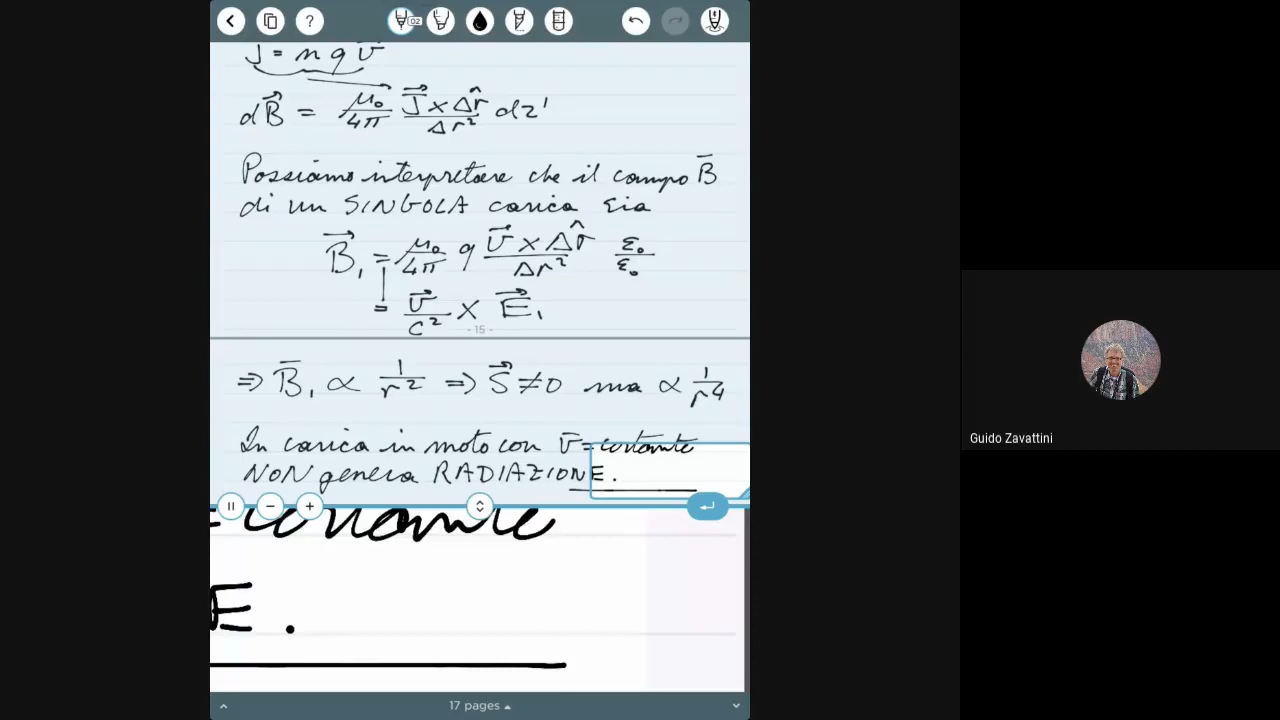 02
J = n q v
dB = μ₀/4π J × Δr̂/Δr² dτ'
Possiamo interpretare che il campo B
di un SINGOLA carica sia
B₁ = μ₀/4π q v × Δr̂/Δr² ε₀/ε₀
= v/c² × E₁
- 15 -
⇒ B₁ ∝ 1/r² ⇒ S ≠ 0 ma ∝ 1/r⁴
In carica in moto con v = costante
NON genera RADIAZIONE.
= costante
E.
17 pages
Guido Zavattini